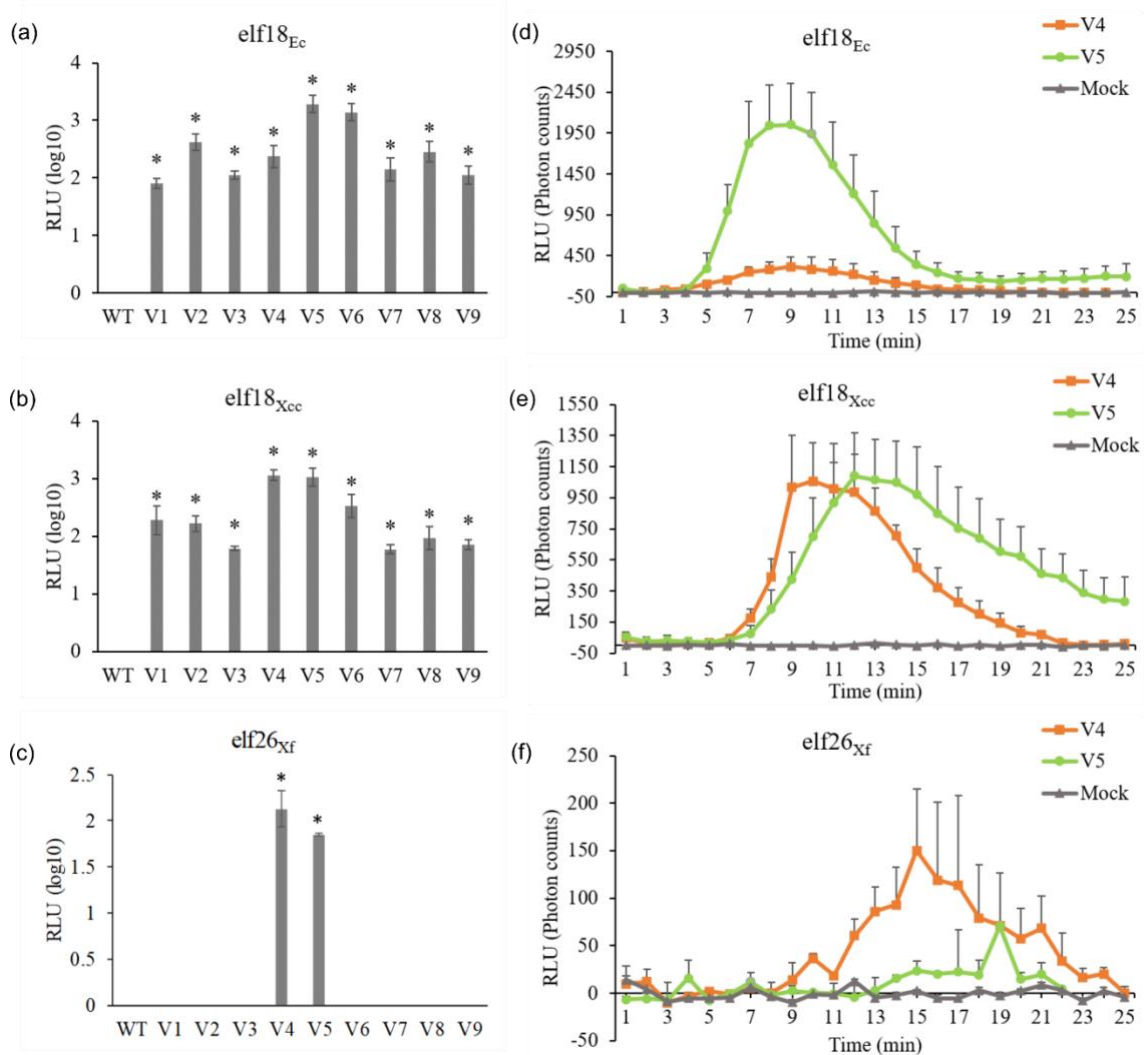 (a)
elf18Ec
RLU (log10)
4
3
2
1
0
* * * * * * * * *
WT V1 V2 V3 V4 V5 V6 V7 V8 V9
(d)
elf18Ec
V4
V5
Mock
RLU (Photon counts)
2950
2450
1950
1450
950
450
-50
1 3 5 7 9 11 13 15 17 19 21 23 25
Time (min)
(b)
elf18Xcc
RLU (log10)
4
3
2
1
0
* * * * * * * * *
WT V1 V2 V3 V4 V5 V6 V7 V8 V9
(e)
elf18Xcc
V4
V5
Mock
RLU (Photon counts)
1550
1350
1150
950
750
550
350
150
-50
1 3 5 7 9 11 13 15 17 19 21 23 25
Time (min)
(c)
elf26Xf
RLU (log10)
2.5
2
1.5
1
0.5
0
* *
WT V1 V2 V3 V4 V5 V6 V7 V8 V9
(f)
elf26Xf
V4
V5
Mock
RLU (Photon counts)
250
200
150
100
50
0
-50
1 3 5 7 9 11 13 15 17 19 21 23 25
Time (min)